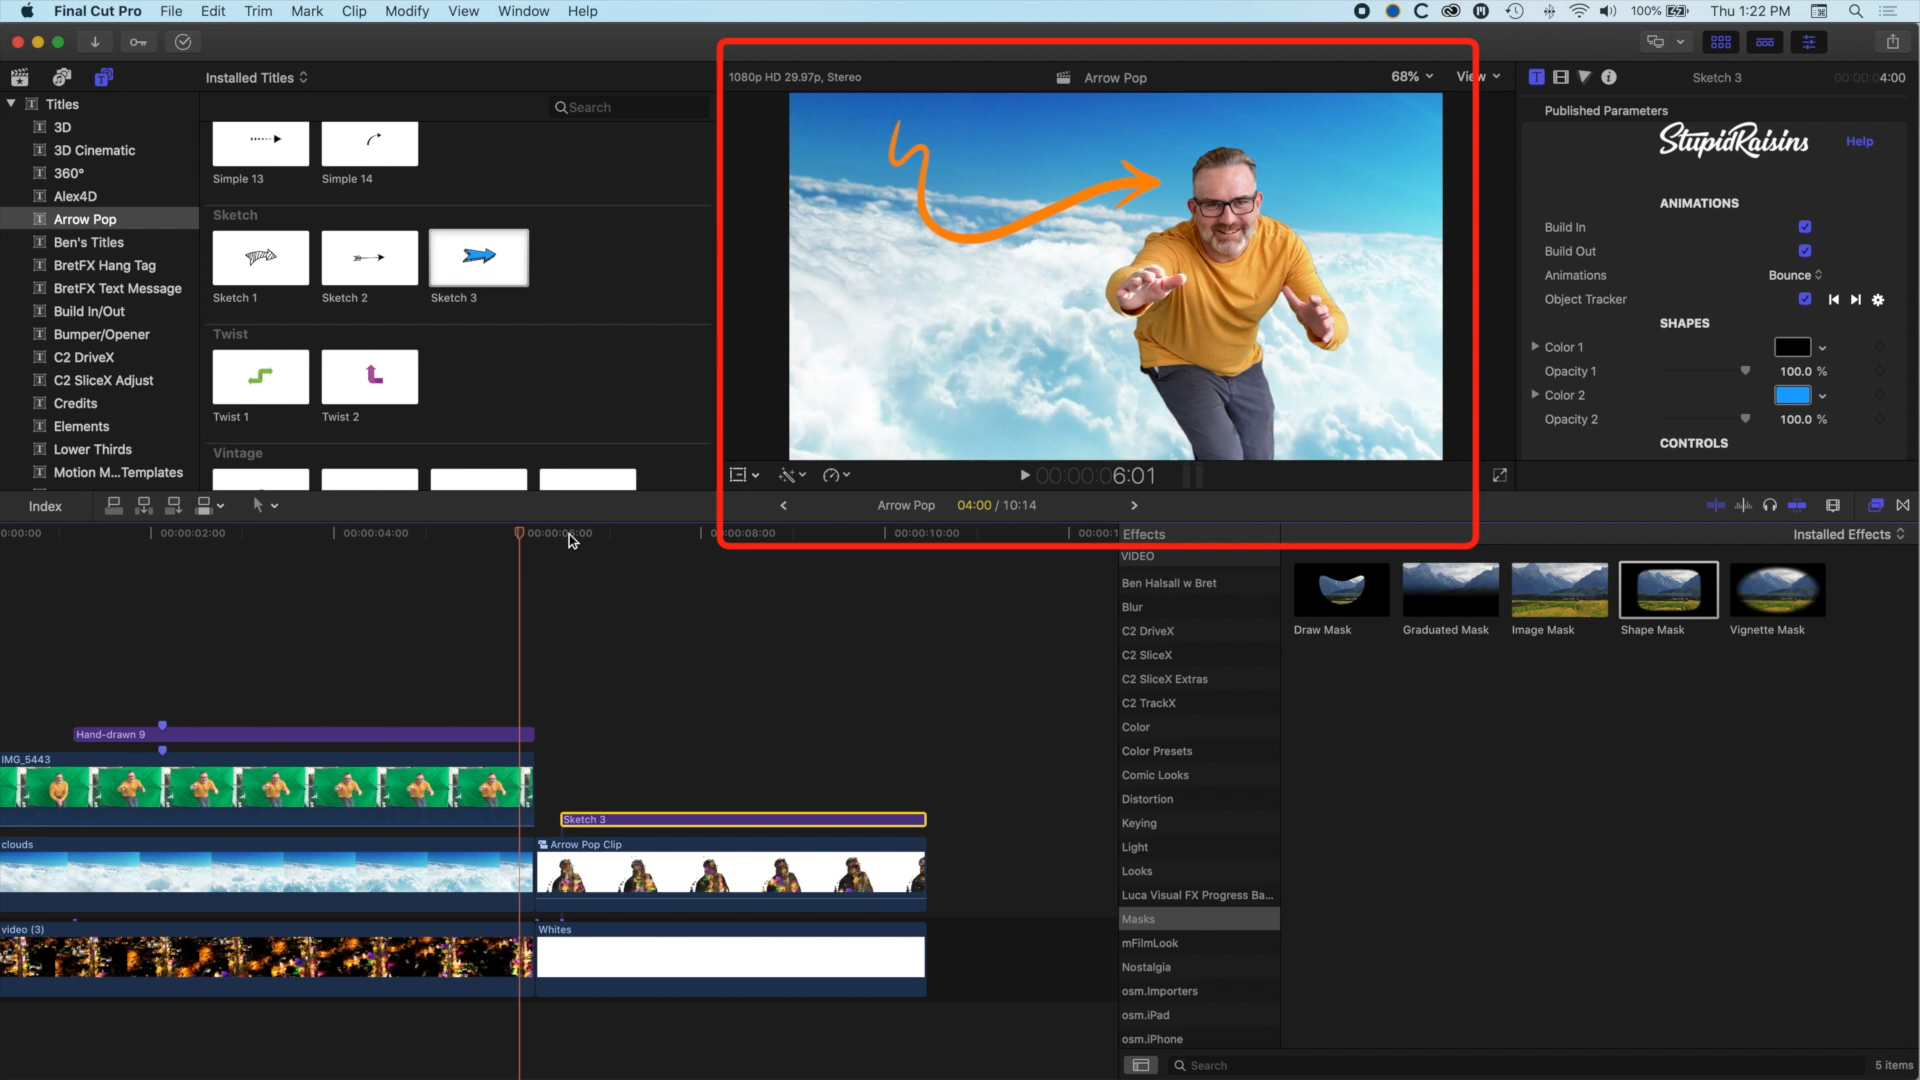 Final Cut Pro File Edit Trim Mark Clip Modify View Window Help 100% Thu 1:22 PM
Installed Titles
Search
Titles
3D
3D Cinematic
360°
Alex4D
Arrow Pop
Ben's Titles
BretFX Hang Tag
BretFX Text Message
Build In/Out
Bumper/Opener
C2 DriveX
C2 SliceX Adjust
Credits
Elements
Lower Thirds
Motion M...Templates
Simple 13 Simple 14
Sketch
Sketch 1 Sketch 2 Sketch 3
Twist
Twist 1 Twist 2
Vintage
1080p HD 29.97p, Stereo Arrow Pop 68% View
6:01
Sketch 3 4:00
Published Parameters
StupidRaisins Help
ANIMATIONS
Build In
Build Out
Animations Bounce
Object Tracker
SHAPES
Color 1
Opacity 1 100.0 %
Color 2
Opacity 2 100.0 %
CONTROLS
Index Arrow Pop 04:00 / 10:14
00:00:02:00 00:00:04:00 00:00:08:00 00:00:10:00
Hand-drawn 9
IMG_5443
Sketch 3
clouds Arrow Pop Clip
video (3) Whites
Effects Installed Effects
VIDEO
Ben Halsall w Bret
Blur
C2 DriveX
C2 SliceX
C2 SliceX Extras
C2 TrackX
Color
Color Presets
Comic Looks
Distortion
Keying
Light
Looks
Luca Visual FX Progress Ba...
Masks
mFilmLook
Nostalgia
osm.Importers
osm.iPad
osm.iPhone
Draw Mask Graduated Mask Image Mask Shape Mask Vignette Mask
Search 5 items